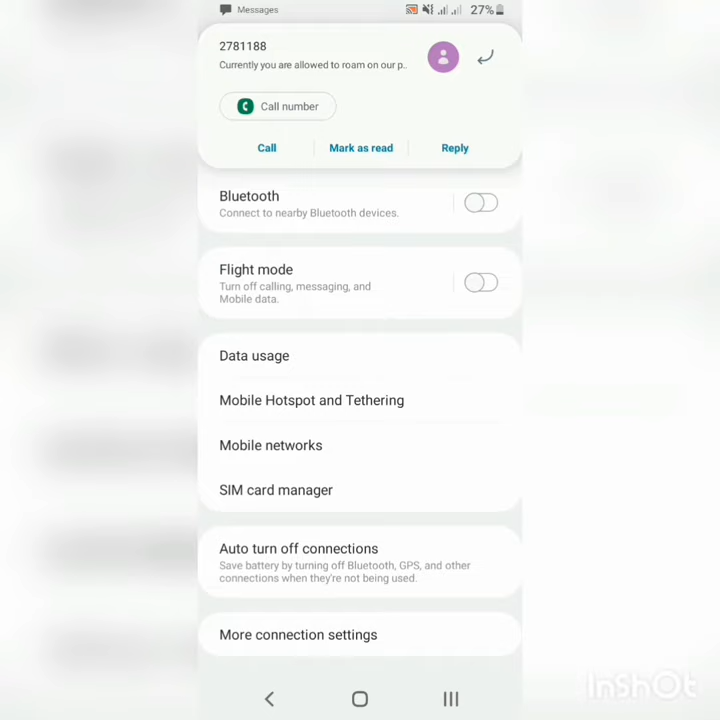 Messages
27%
2781188
Currently you are allowed to roam on our p..
Call number
Call
Mark as read
Reply
Bluetooth
Connect to nearby Bluetooth devices.
Flight mode
Turn off calling, messaging, and
Mobile data.
Data usage
Mobile Hotspot and Tethering
Mobile networks
SIM card manager
Auto turn off connections
Save battery by turning off Bluetooth, GPS, and other
connections when they're not being used.
More connection settings
InShOt